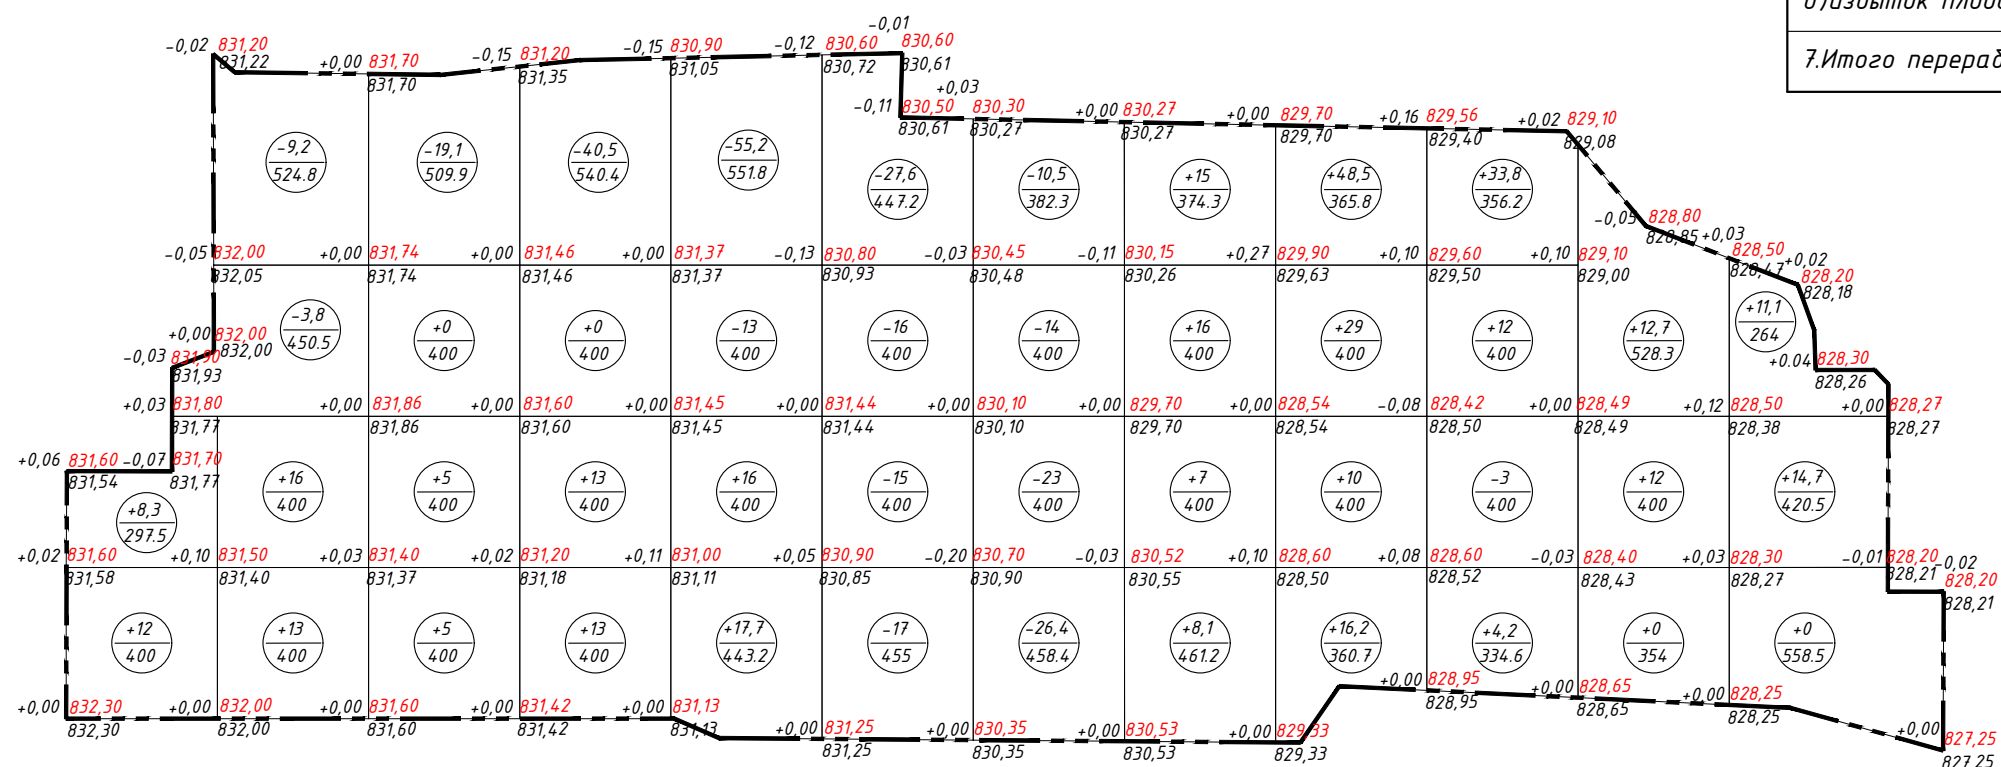 б)избыток плодо
7.Итого перераб
-0,01
-0,02 831,20 +0,00 831,70 -0,15 831,20 -0,15 830,90 -0,12 830,60 830,60
831,22 831,70 831,35 831,05 830,72 830,61
+0,03
-0,11 830,50 830,30 +0,00 830,27 +0,00 829,70 +0,16 829,56 +0,02 829,10
830,61 830,27 830,27 829,70 829,40 829,08
-9,2 -19,1 -40,5 -55,2 -27,6 -10,5 +15 +48,5 +33,8
524.8 509.9 540.4 551.8 447.2 382.3 374.3 365.8 356.2
-0,05 828,80 +0,03 828,50 +0,02 828,20
828,85 828,47 828,18
-0,05 832,00 +0,00 831,74 +0,00 831,46 +0,00 831,37 -0,13 830,80 -0,03 830,45 -0,11 830,15 +0,27 829,90 +0,10 829,60 +0,10 829,10
832,05 831,74 831,46 831,37 830,93 830,48 830,26 829,63 829,50 829,00
-3,8 +0 +0 -13 -16 -14 +16 +29 +12 +12,7 +11,1
450.5 400 400 400 400 400 400 400 400 528.3 264
+0,00 832,00
832,00
-0,03 831,90 +0.04 828,30
831,93 828,26
+0,03 831,80 +0,00 831,86 +0,00 831,60 +0,00 831,45 +0,00 831,44 +0,00 830,10 +0,00 829,70 +0,00 828,54 -0,08 828,42 +0,00 828,49 +0,12 828,50 +0,00 828,27
831,77 831,86 831,60 831,45 831,44 830,10 829,70 828,54 828,50 828,49 828,38 828,27
+0,06 831,60 -0,07 831,70
831,54 831,77
+8,3 +16 +5 +13 +16 -15 -23 +7 +10 -3 +12 +14,7
297.5 400 400 400 400 400 400 400 400 400 400 420.5
+0,02 831,60 +0,10 831,50 +0,03 831,40 +0,02 831,20 +0,11 831,00 +0,05 830,90 -0,20 830,70 -0,03 830,52 +0,10 828,60 +0,08 828,60 -0,03 828,40 +0,03 828,30 -0,01 828,20 -0,02 828,20
831,58 831,40 831,37 831,18 831,11 830,85 830,90 830,55 828,50 828,52 828,43 828,27 828,21 828,21
+12 +13 +5 +13 +17,7 -17 -26,4 +8,1 +16,2 +4,2 +0 +0
400 400 400 400 443.2 455 458.4 461.2 360.7 334.6 354 558.5
+0,00 828,95 +0,00 828,65 +0,00 828,25
828,95 828,65 828,25
+0,00 832,30 +0,00 832,00 +0,00 831,60 +0,00 831,42 +0,00 831,13
832,30 832,00 831,60 831,42 831,13
+0,00 831,25 +0,00 830,35 +0,00 830,53 +0,00 829,33 +0,00 827,25
831,25 830,35 830,53 829,33 827,25